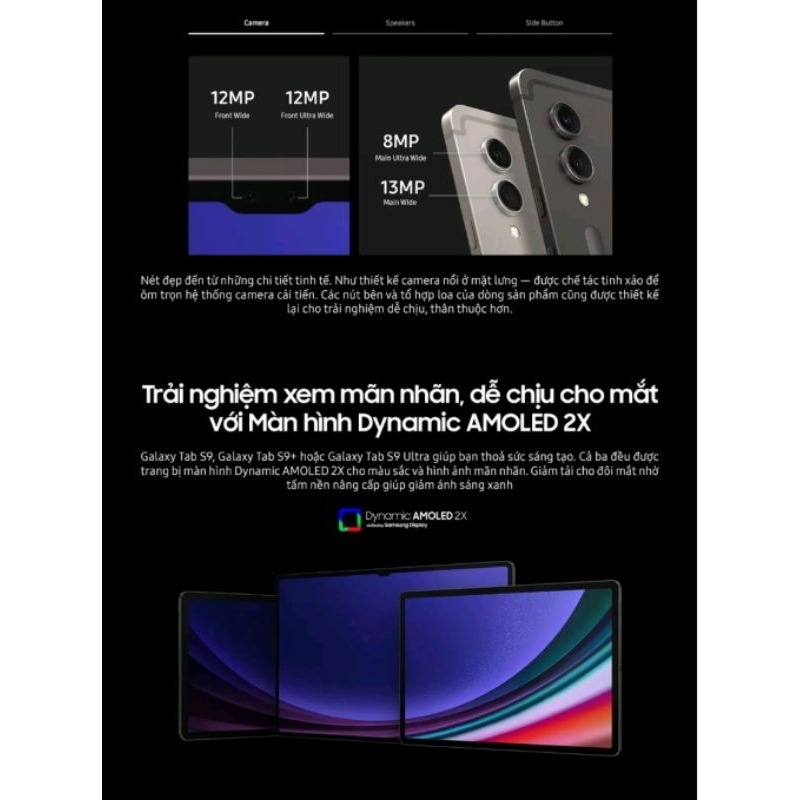 Camera
Speakers
Side Button
12MP
Front Wide
12MP
Front Ultra Wide
8MP
Main Ultra Wide
13MP
Main Wide
Nét đẹp đến từ những chi tiết tinh tế. Như thiết kế camera nổi ở mặt lưng — được chế tác tinh xảo để
ôm trọn hệ thống camera cải tiến. Các nút bên và tổ hợp loa của dòng sản phẩm cũng được thiết kế
lại cho trải nghiệm dễ chịu, thân thuộc hơn.
Trải nghiệm xem mãn nhãn, dễ chịu cho mắt
với Màn hình Dynamic AMOLED 2X
Galaxy Tab S9, Galaxy Tab S9+ hoặc Galaxy Tab S9 Ultra giúp bạn thoả sức sáng tạo. Cả ba đều được
trang bị màn hình Dynamic AMOLED 2X cho màu sắc và hình ảnh mãn nhãn. Giảm tải cho đôi mắt nhờ
tấm nền nâng cấp giúp giảm ánh sáng xanh
Dynamic AMOLED 2X
Samsung Display